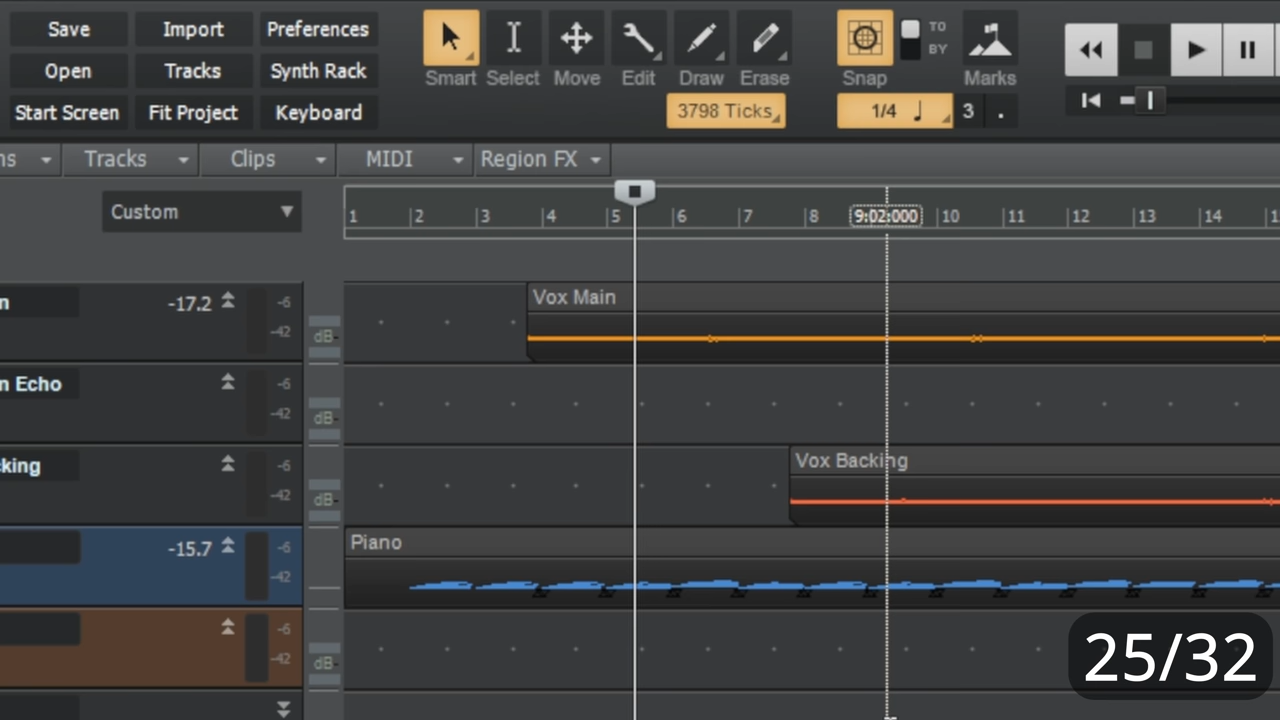 Save Import Preferences
Open Tracks Synth Rack
Start Screen Fit Project Keyboard
Smart Select Move Edit Draw Erase Snap TO BY Marks
3798 Ticks 1/4 3 .
ns Tracks Clips MIDI Region FX
Custom
1 2 3 4 5 6 7 8 9:02:000 10 11 12 13 14 15
n -17.2 -6 -42 dB- Vox Main
n Echo -6 -42 dB-
king -6 -42 dB- Vox Backing
-15.7 -6 -42 Piano
-6 -42 dB-
25/32